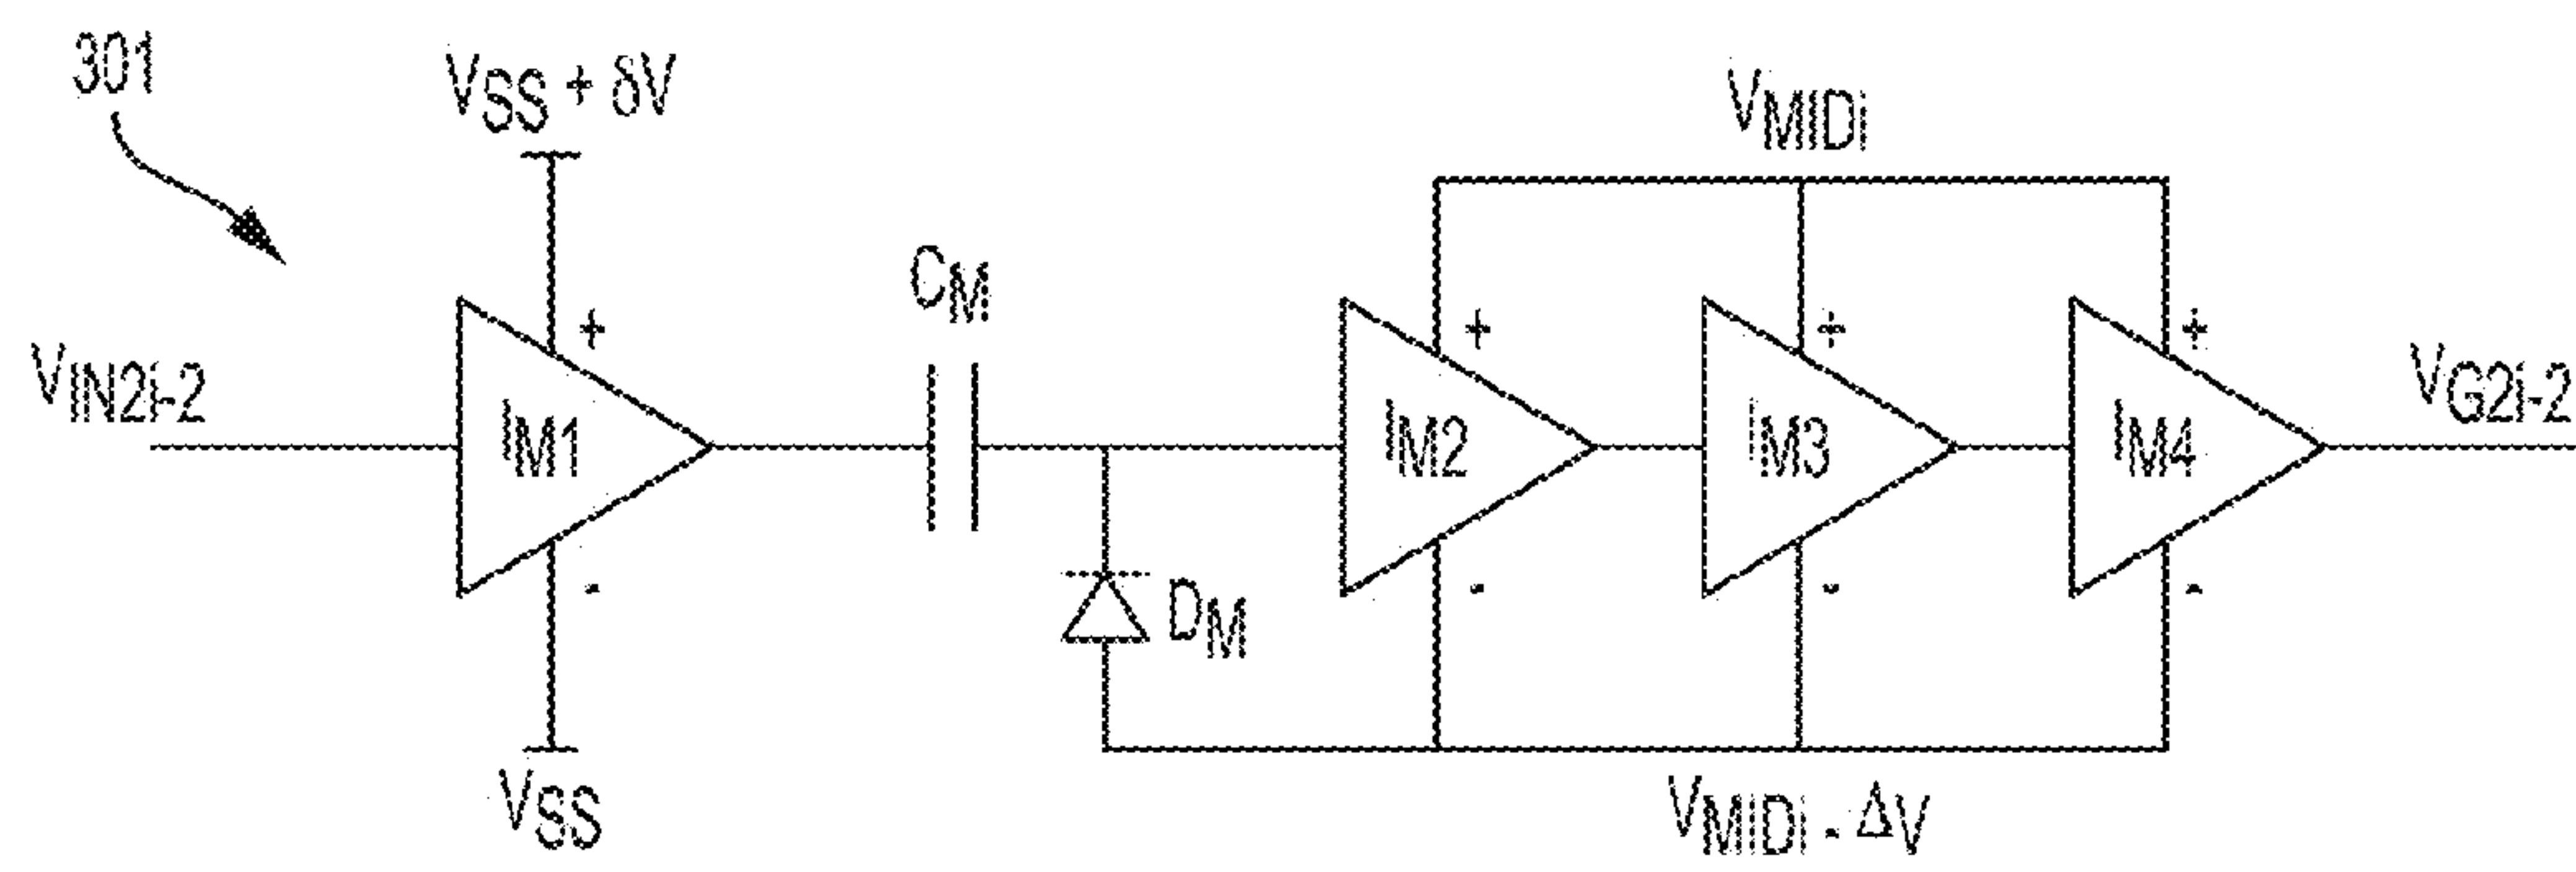 301
VSS + δV
VMIDi
CM
+
+
+
+
VIN2i-2
IM1
IM2
IM3
IM4
VG2i-2
-
-
-
-
DM
VSS
VMIDi - ΔV